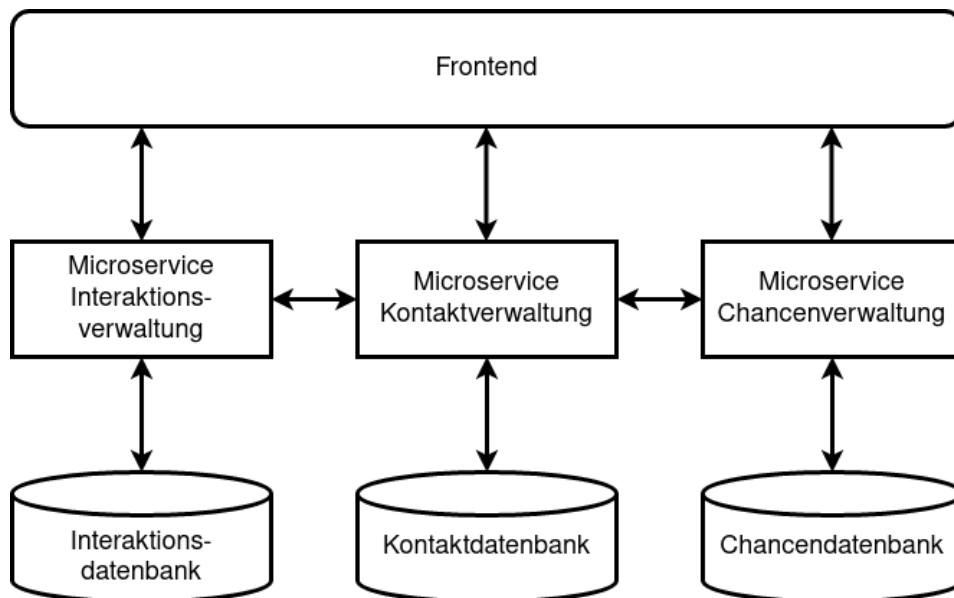 Frontend
Microservice
Interaktions-
verwaltung
Microservice
Kontaktverwaltung
Microservice
Chancenverwaltung
Interaktions-
datenbank
Kontaktdatenbank
Chancendatenbank